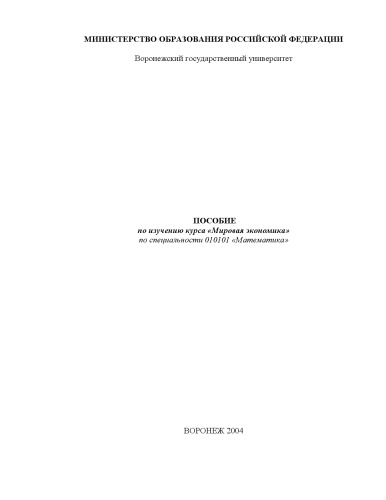 МИНИСТЕРСТВО ОБРАЗОВАНИЯ РОССИЙСКОЙ ФЕДЕРАЦИИ
Воронежский государственный университет
ПОСОБИЕ
по изучению курса «Мировая экономика»
по специальности 010101 «Математика»
ВОРОНЕЖ 2004